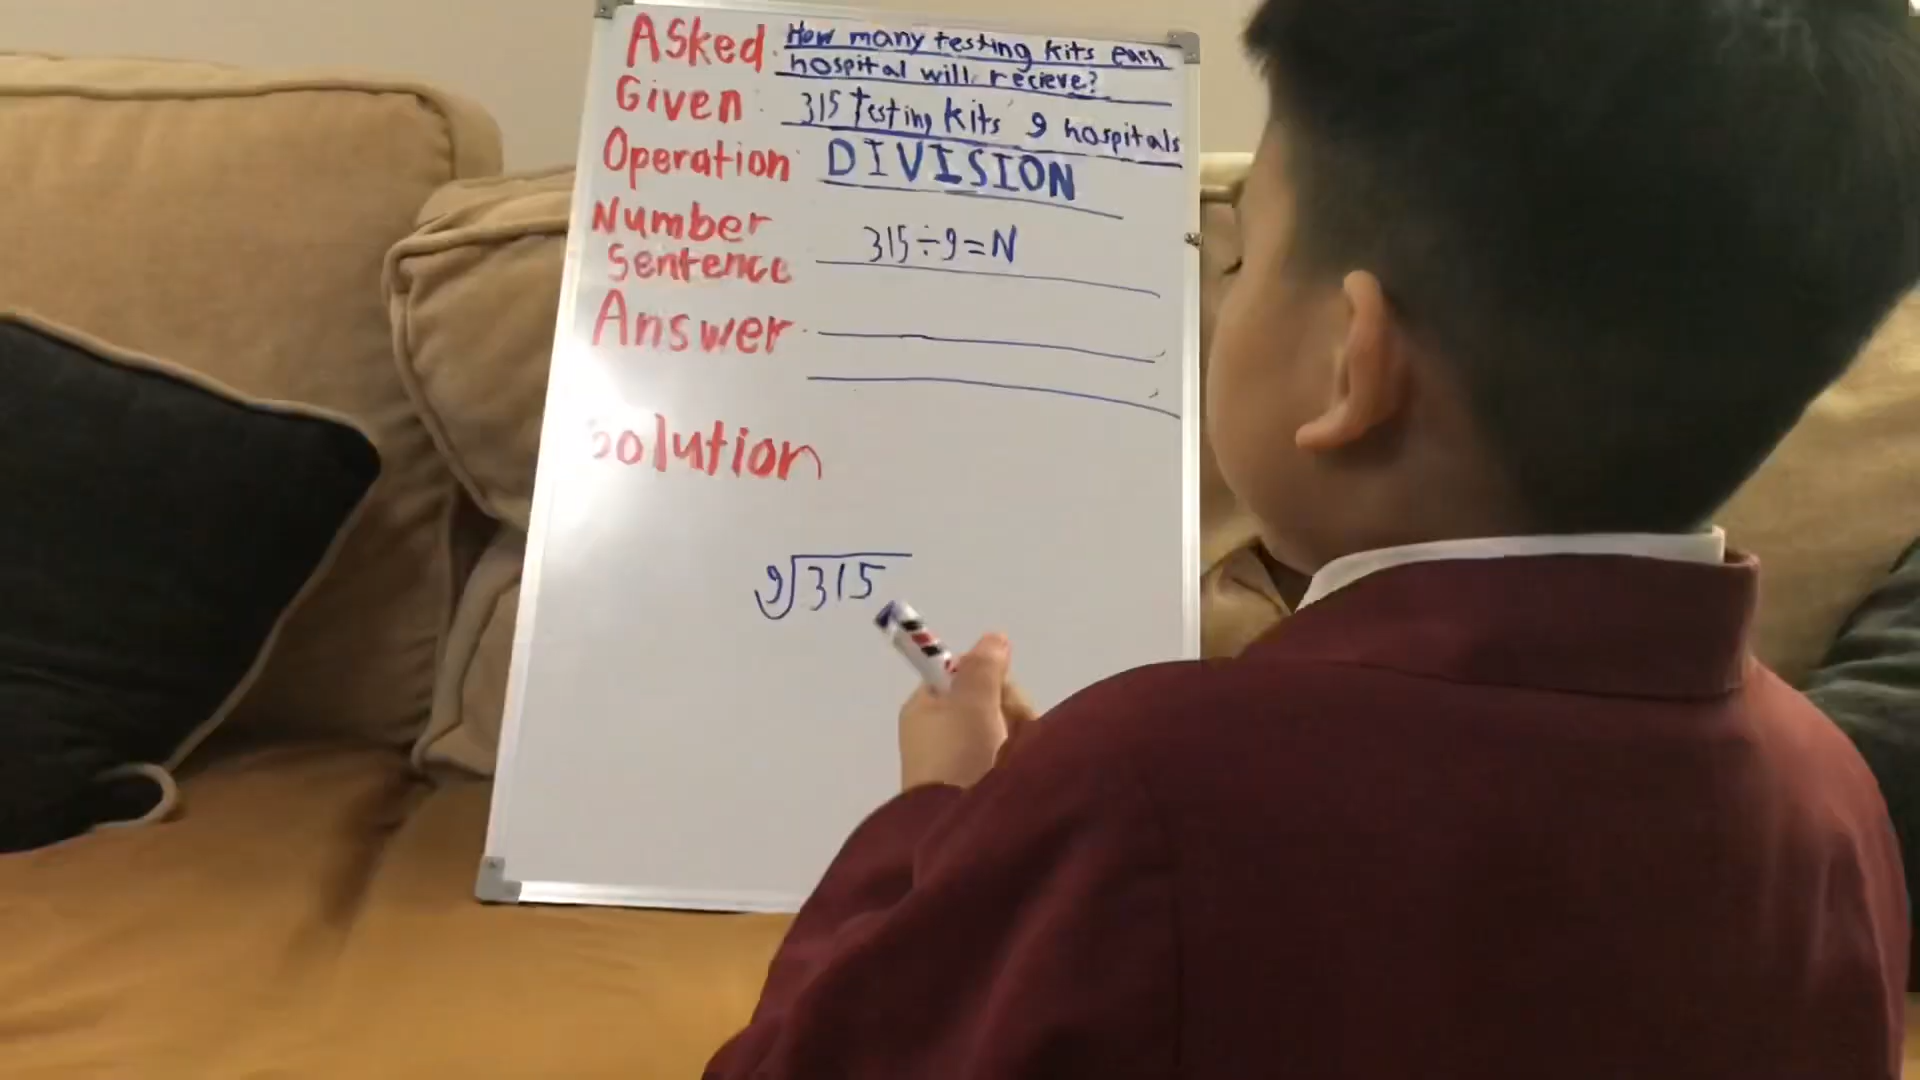 Asked: How many testing kits each
hospital will recieve?
Given: 315 testing kits 9 hospitals
Operation: DIVISION
Number
Sentence 315÷9=N
Answer:
Solution
9)315